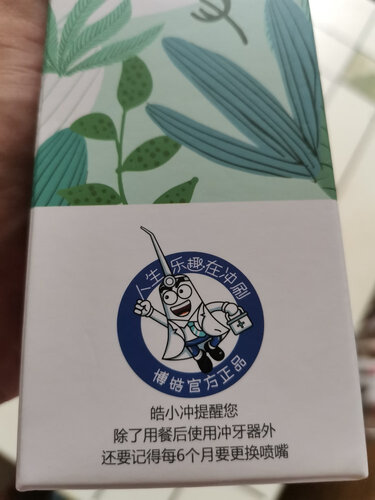 人生乐趣在冲刷
博皓官方正品
皓小冲提醒您
除了用餐后使用冲牙器外
还要记得每6个月要更换喷嘴